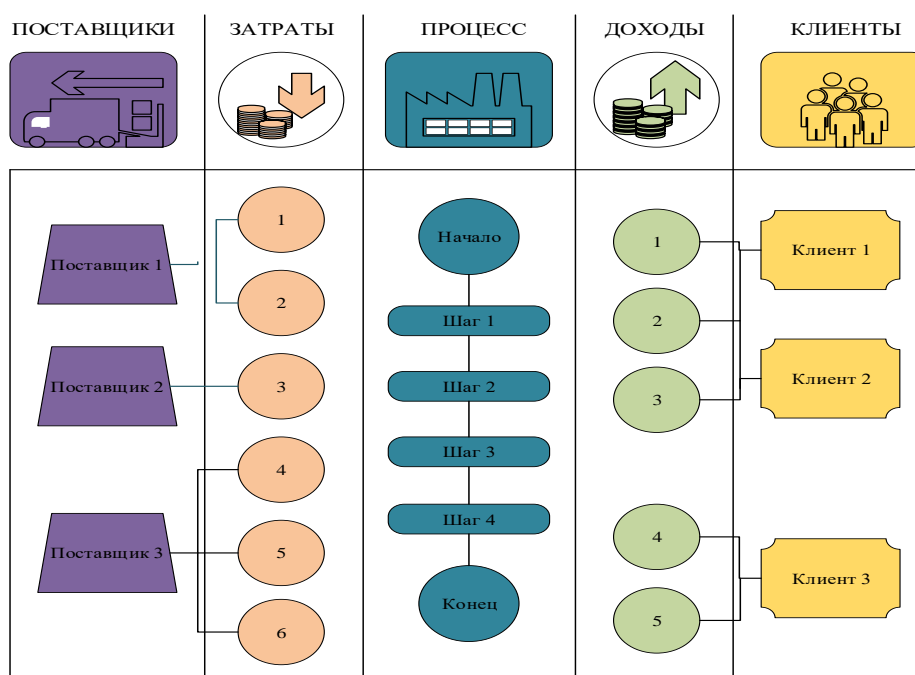 ПОСТАВЩИКИ
ЗАТРАТЫ
ПРОЦЕСС
ДОХОДЫ
КЛИЕНТЫ
Поставщик 1
Поставщик 2
Поставщик 3
1
2
3
4
5
6
Начало
Шаг 1
Шаг 2
Шаг 3
Шаг 4
Конец
1
2
3
4
5
Клиент 1
Клиент 2
Клиент 3